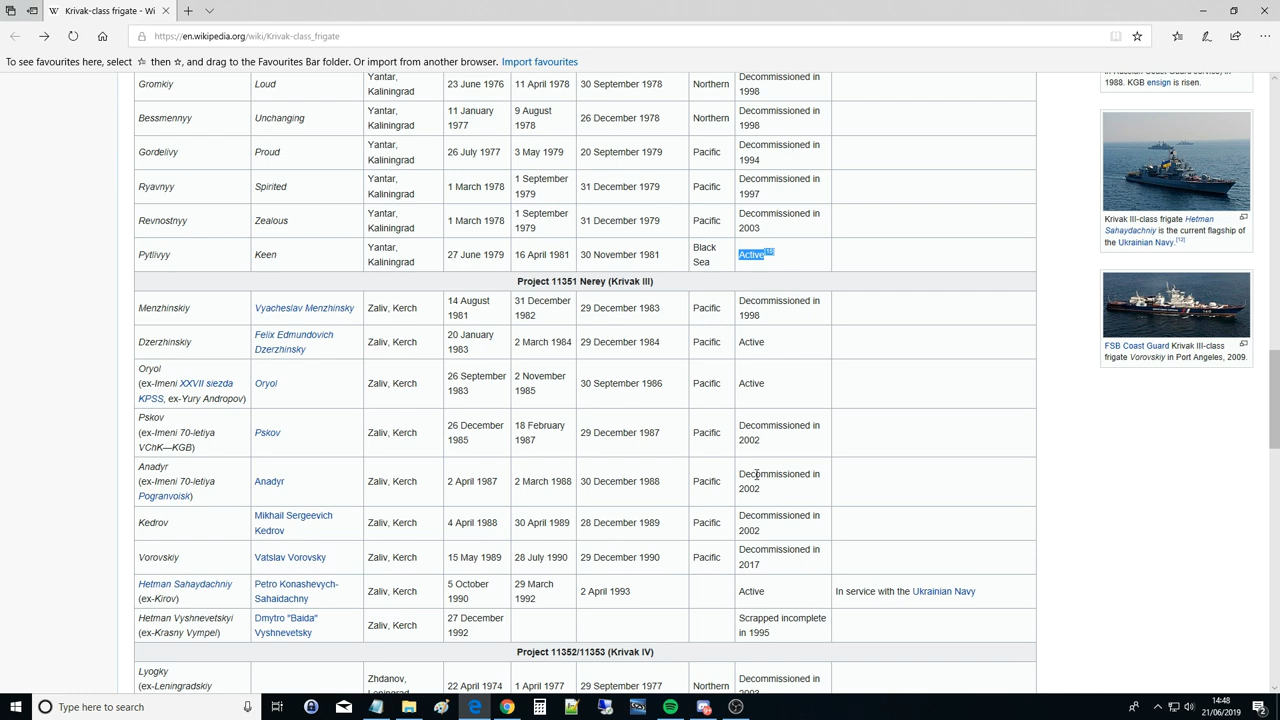 Krivak-class frigate - Wi
https://en.wikipedia.org/wiki/Krivak-class_frigate
To see favourites here, select then , and drag to the Favourites Bar folder. Or import from another browser. Import favourites
Gromkiy Loud Yantar, Kaliningrad 23 June 1976 11 April 1978 30 September 1978 Northern Decommissioned in 1998
Bessmennyy Unchanging Yantar, Kaliningrad 11 January 1977 9 August 1978 26 December 1978 Northern Decommissioned in 1998
Gordelivy Proud Yantar, Kaliningrad 26 July 1977 3 May 1979 20 September 1979 Pacific Decommissioned in 1994
Ryavnyy Spirited Yantar, Kaliningrad 1 March 1978 1 September 1979 31 December 1979 Pacific Decommissioned in 1997
Revnostnyy Zealous Yantar, Kaliningrad 1 March 1978 1 September 1979 31 December 1979 Pacific Decommissioned in 2003
Pytlivyy Keen Yantar, Kaliningrad 27 June 1979 16 April 1981 30 November 1981 Black Sea Active
Project 11351 Nerey (Krivak III)
Menzhinskiy Vyacheslav Menzhinsky Zaliv, Kerch 14 August 1981 31 December 1982 29 December 1983 Pacific Decommissioned in 1998
Dzerzhinskiy Felix Edmundovich Dzerzhinsky Zaliv, Kerch 20 January 1983 2 March 1984 29 December 1984 Pacific Active
Oryol (ex-Imeni XXVII siezda KPSS, ex-Yury Andropov) Oryol Zaliv, Kerch 26 September 1983 2 November 1985 30 September 1986 Pacific Active
Pskov (ex-Imeni 70-letiya VChK—KGB) Pskov Zaliv, Kerch 26 December 1985 18 February 1987 29 December 1987 Pacific Decommissioned in 2002
Anadyr (ex-Imeni 70-letiya Pogranvoisk) Anadyr Zaliv, Kerch 2 April 1987 2 March 1988 30 December 1988 Pacific Decommissioned in 2002
Kedrov Mikhail Sergeevich Kedrov Zaliv, Kerch 4 April 1988 30 April 1989 28 December 1989 Pacific Decommissioned in 2002
Vorovskiy Vatslav Vorovsky Zaliv, Kerch 15 May 1989 28 July 1990 29 December 1990 Pacific Decommissioned in 2017
Hetman Sahaydachniy (ex-Kirov) Petro Konashevych-Sahaidachny Zaliv, Kerch 5 October 1990 29 March 1992 2 April 1993 Active In service with the Ukrainian Navy
Hetman Vyshnevetskyi (ex-Krasny Vympel) Dmytro "Baida" Vyshnevetsky Zaliv, Kerch 27 December 1992 Scrapped incomplete in 1995
Project 11352/11353 (Krivak IV)
Lyogky (ex-Leningradskiy Zhdanov, Leningrad 22 April 1974 1 April 1977 29 September 1977 Northern Decommissioned in
in Russian Coast Guard service) in
1988. KGB ensign is risen.
Krivak III-class frigate Hetman
Sahaydachniy is the current flagship of
the Ukrainian Navy.[12]
FSB Coast Guard Krivak III-class
frigate Vorovskiy in Port Angeles, 2009.
Type here to search
14:48
21/06/2019
2